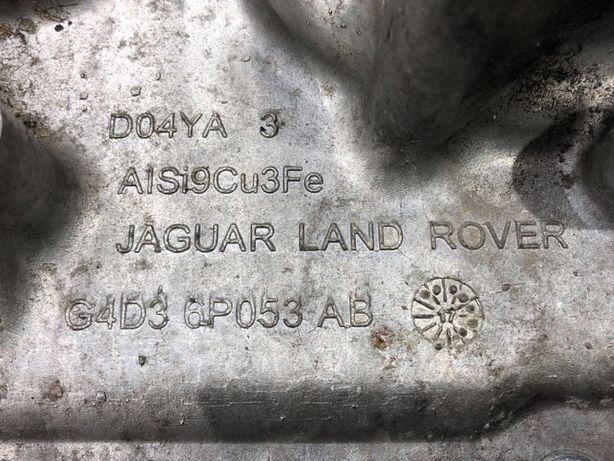 D04YA 3
AlSi9Cu3Fe
JAGUAR LAND ROVER
G4D3 6P053 AB